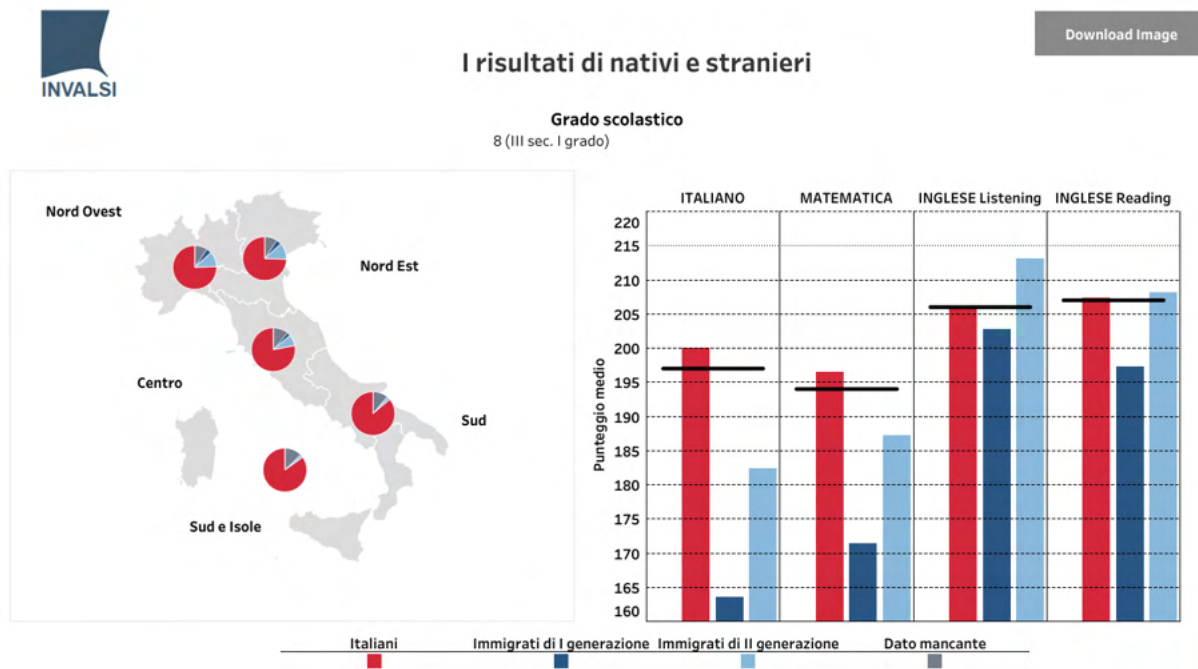 INVALSI
Download Image
I risultati di nativi e stranieri
Grado scolastico
8 (III sec. I grado)
Nord Ovest
Nord Est
Centro
Sud
Sud e Isole
ITALIANO MATEMATICA INGLESE Listening INGLESE Reading
Punteggio medio
220
215
210
205
200
195
190
185
180
175
170
165
160
Italiani Immigrati di I generazione Immigrati di II generazione Dato mancante